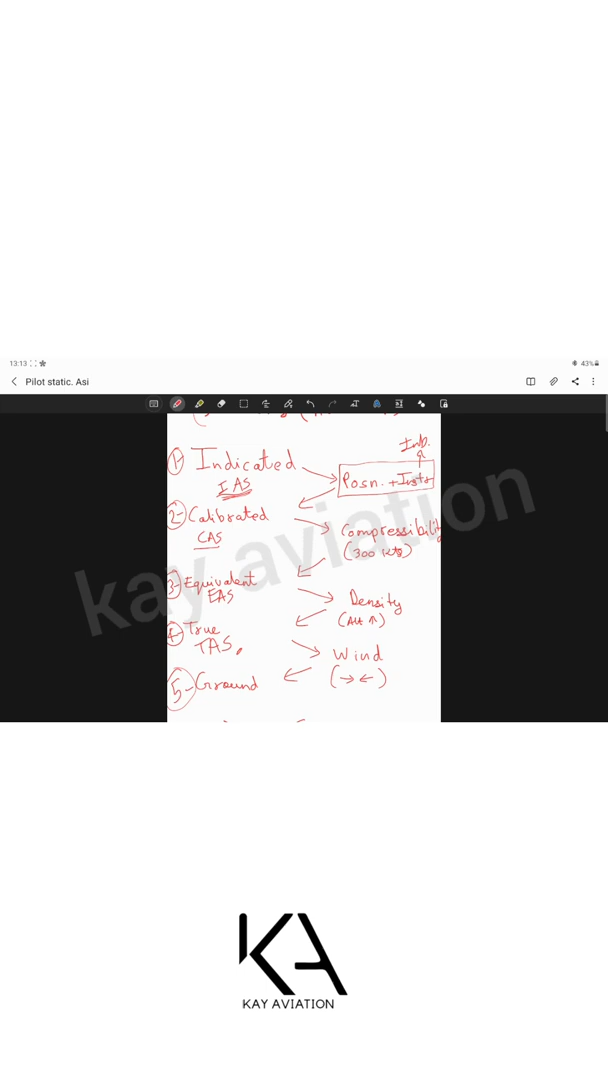 13:13
43%
Pilot static. Asi
Inb.
1- Indicated
IAS
Posn. + Instr
2- Calibrated
CAS
Compressibility
(300 kts)
3- Equivalent
EAS
Density
(Alt ↑)
4- True
TAS.
Wind
(→←)
5- Ground
kay aviation
KA
KAY AVIATION